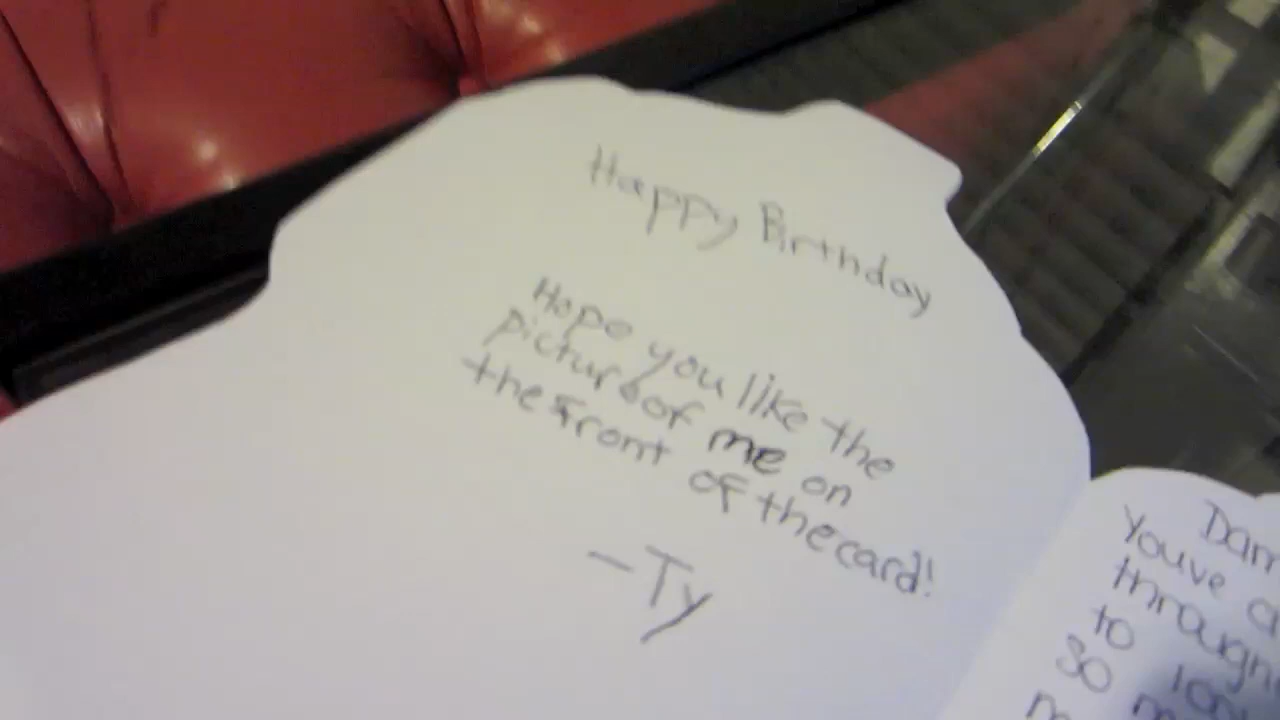 Happy Birthday
Hope you like the
picture of me on
the front of the card!
-Ty
Youve
through
to
So